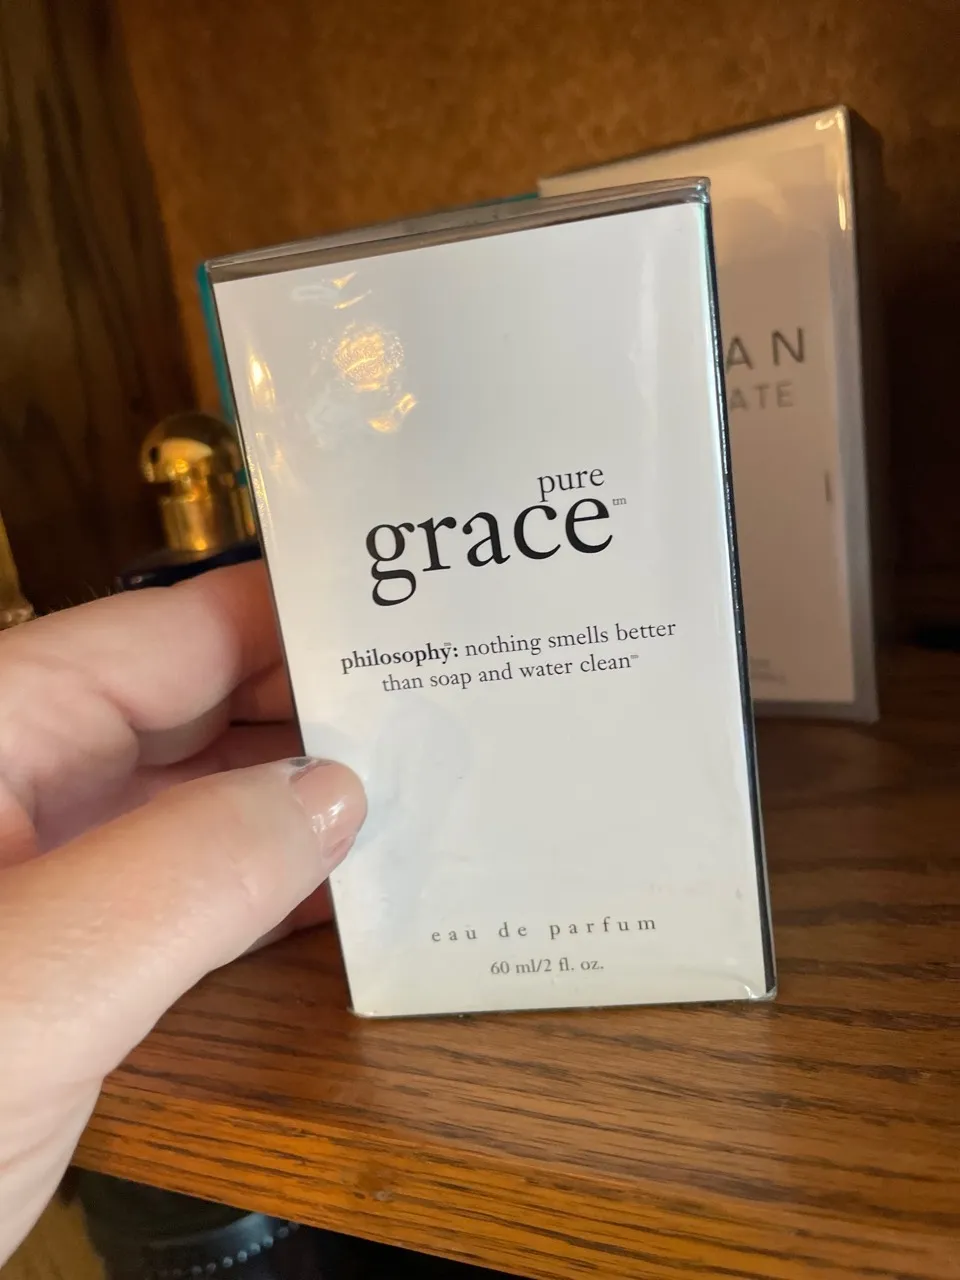 pure
grace™
philosophy™: nothing smells better
than soap and water clean™
eau de parfum
60 ml/2 fl. oz.
AN
ATE